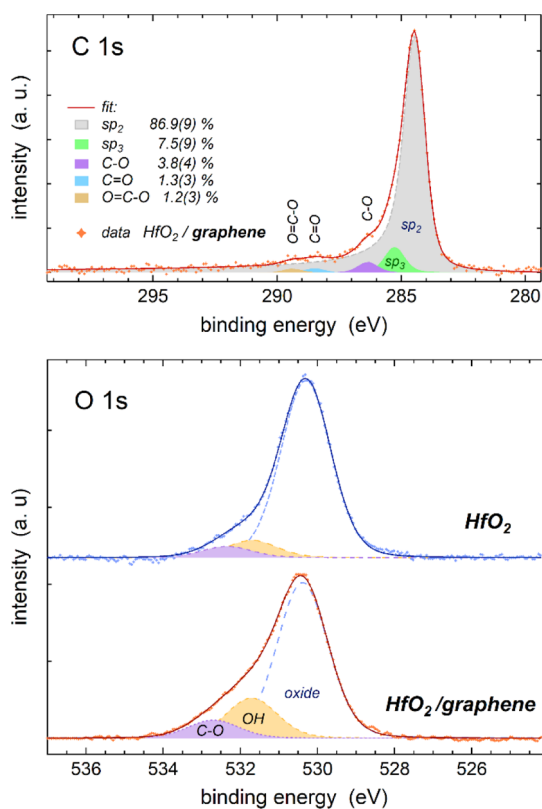 C 1s
fit:
sp2 86.9(9) %
sp3 7.5(9) %
C-O 3.8(4) %
C=O 1.3(3) %
O=C-O 1.2(3) %
data HfO2 / graphene
O=C-O
C=O
C-O
sp2
sp3
intensity (a. u.)
295 290 285 280
binding energy (eV)
O 1s
HfO2
oxide
OH
C-O
HfO2/graphene
intensity (a. u)
536 534 532 530 528 526
binding energy (eV)